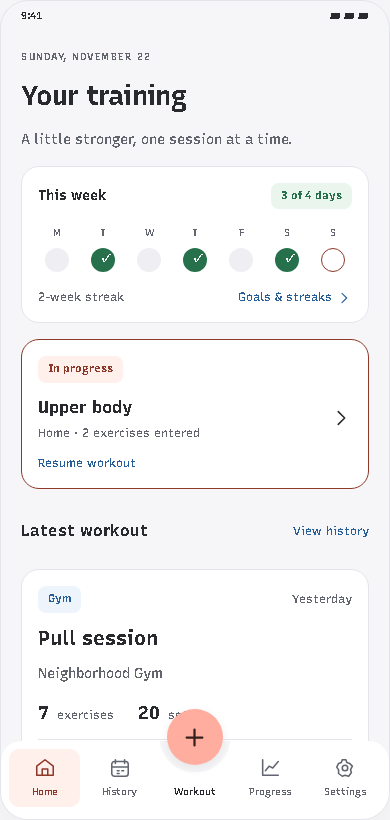 9:41
SUNDAY, NOVEMBER 22
Your training
A little stronger, one session at a time.
This week
3 of 4 days
M T W T F S S
2-week streak
Goals & streaks
In progress
Upper body
Home · 2 exercises entered
Resume workout
Latest workout
View history
Gym
Yesterday
Pull session
Neighborhood Gym
7 exercises 20
Home
History
Workout
Progress
Settings